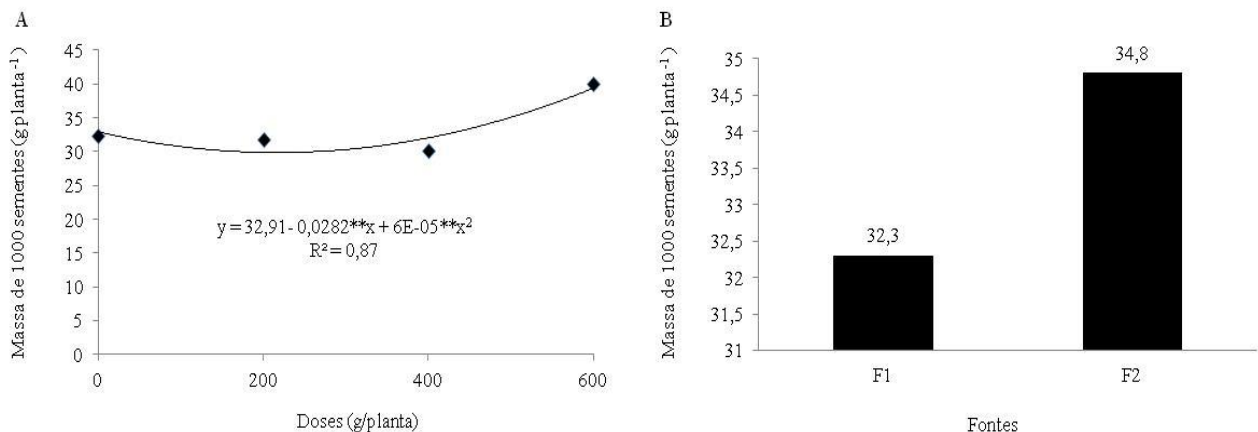 A
Massa de 1000 sementes (g planta⁻¹)
45
40
35
30
25
20
15
10
5
0
y = 32,91 - 0,0282**x + 6E-05**x²
R² = 0,87
0 200 400 600
Doses (g/planta)
B
Massa de 1000 sementes (g planta⁻¹)
35
34,5
34
33,5
33
32,5
32
31,5
31
32,3
34,8
F1 F2
Fontes